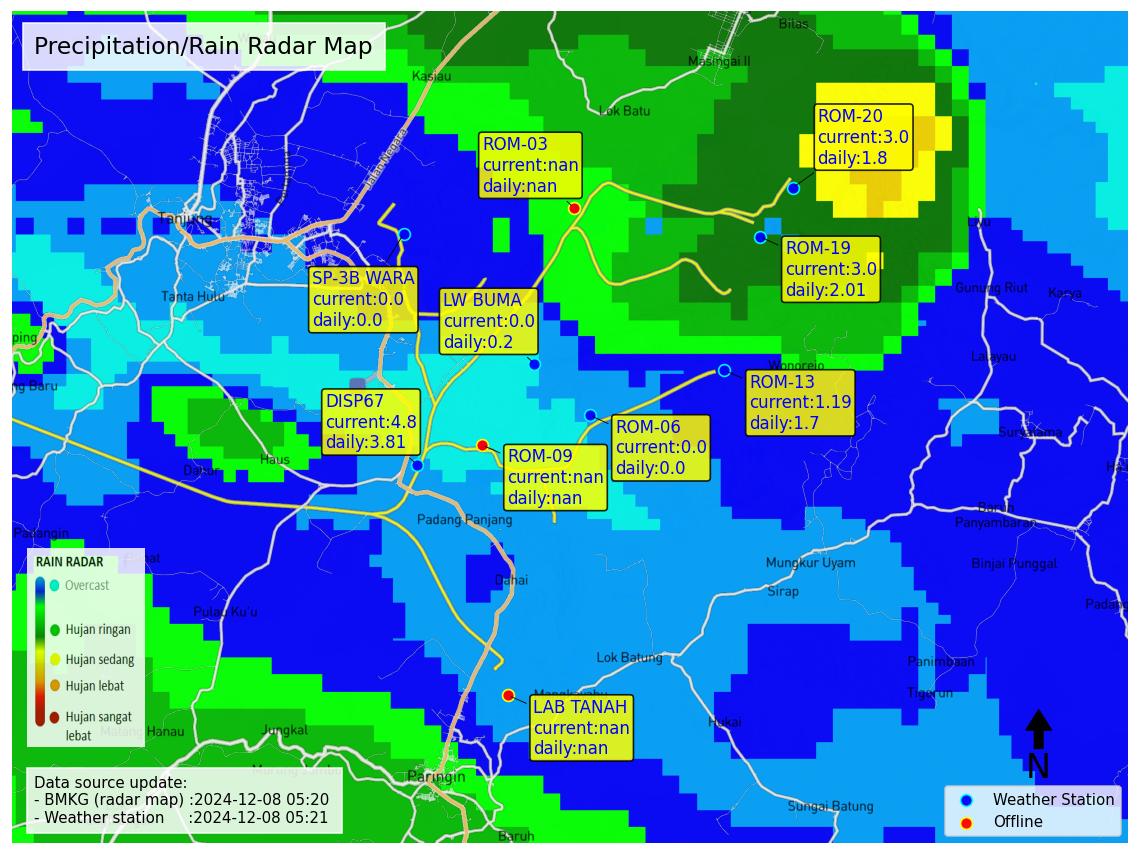 Precipitation/Rain Radar Map
Bilas
Masingai II
Kasiau
Lok Batu
Jalan Negara
ROM-20
current:3.0
daily:1.8
ROM-03
current:nan
daily:nan
Tanjung
ROM-19
current:3.0
daily:2.01
SP-3B WARA
current:0.0
daily:0.0
LW BUMA
current:0.0
daily:0.2
Tanta Hulu
Gunung Riut
Karya
Lalayau
Wonorejo
ping
ng Baru
ROM-13
current:1.19
daily:1.7
DISP67
current:4.8
daily:3.81
ROM-06
current:0.0
daily:0.0
ROM-09
current:nan
daily:nan
Suryatama
Haus
Dahur
Padang Panjang
Baruh
Panyambaran
Padangin
Mungkur Uyam
Binjai Punggal
Dahai
Sirap
Pulau Ku'u
Padang
RAIN RADAR
Overcast
Hujan ringan
Hujan sedang
Hujan lebat
Hujan sangat
lebat
Lok Batung
Panimbaan
Tigarun
LAB TANAH
current:nan
daily:nan
Hukai
Hanau
Jungkal
Paringin
Sungai Batung
Baruh
N
Data source update:
- BMKG (radar map) :2024-12-08 05:20
- Weather station :2024-12-08 05:21
Weather Station
Offline